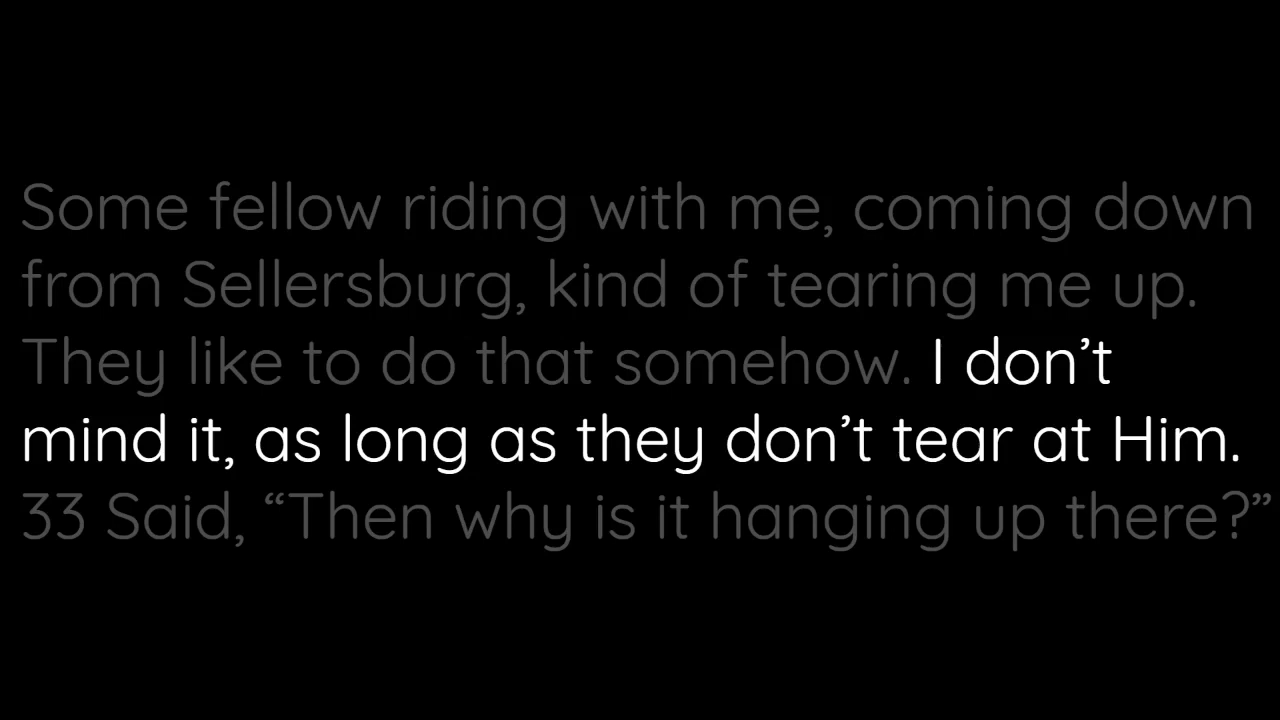 Some fellow riding with me, coming down
from Sellersburg, kind of tearing me up.
They like to do that somehow. I don’t
mind it, as long as they don’t tear at Him.
33 Said, “Then why is it hanging up there?”